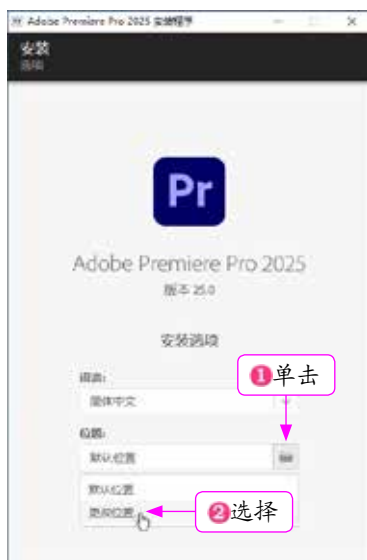 Adobe Premiere Pro 2025 安装程序
安装
选项
Pr
Adobe Premiere Pro 2025
版本 25.0
安装选项
语言:
简体中文
❶单击
位置:
默认位置
默认位置
更改位置
❷选择